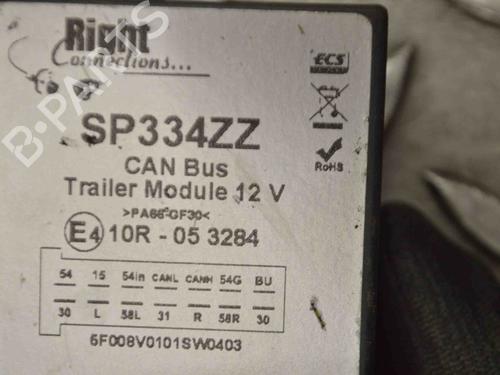 Right
Connections...
ECS
SP334ZZ
RoHS
CAN Bus
Trailer Module 12 V
>PA66-GF30<
E4 10R - 05 3284
54 15 54in CANL CANH 54G BU
30 L 58L 31 R 58R 30
6F008V0101SW0403
B-PARTS